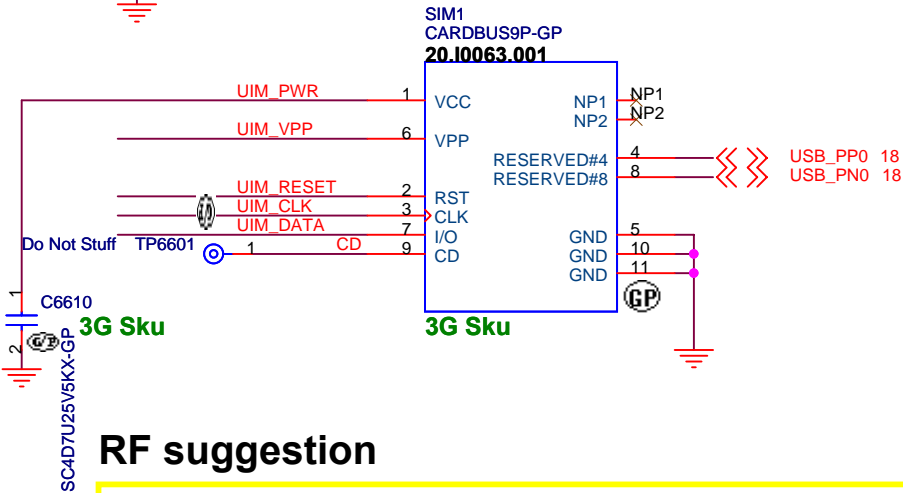 SIM1
CARDBUS9P-GP
20.I0063.001
UIM_PWR 1 VCC NP1 NP1
NP2 NP2
UIM_VPP 6 VPP
RESERVED#4 4 USB_PP0 18
RESERVED#8 8 USB_PN0 18
UIM_RESET 2 RST
UIM_CLK 3 CLK
UIM_DATA 7 I/O GND 5
Do Not Stuff TP6601 1 CD 9 CD GND 10
GND 11
GP
1 C6610
3G Sku 3G Sku
2 G/P
SC4D7U25V5KX-GP
RF suggestion